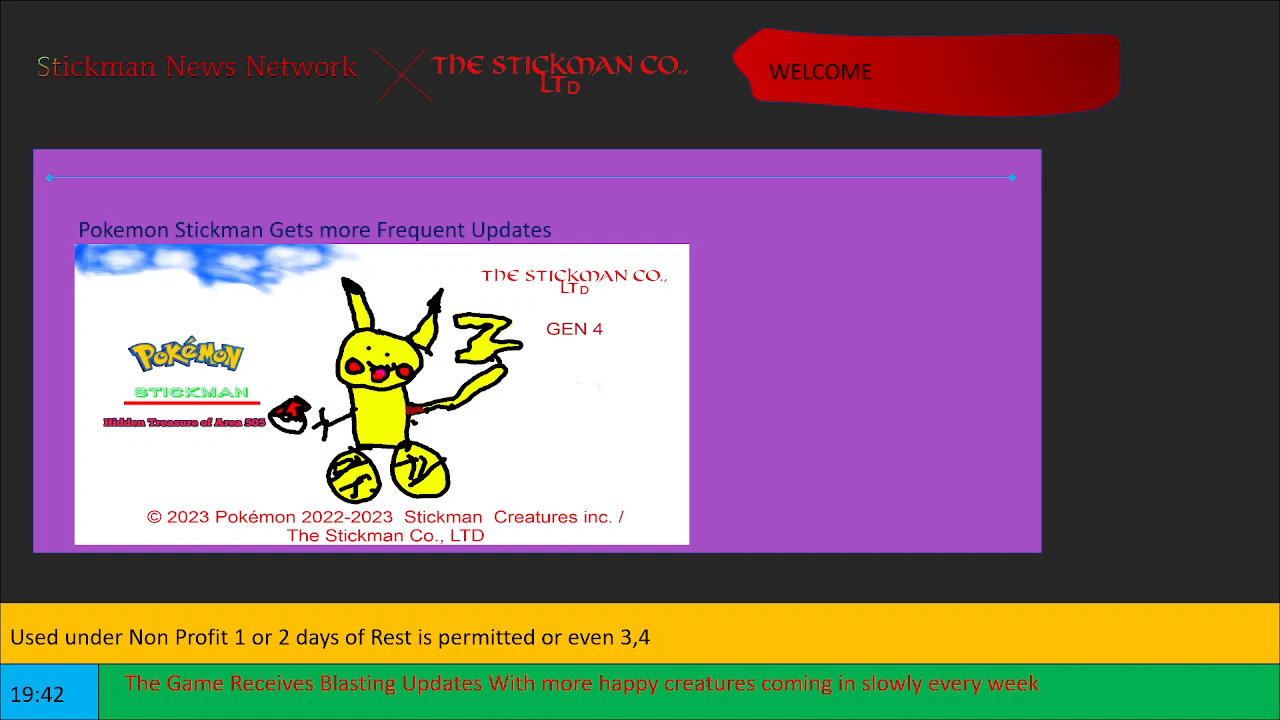 Stickman News Network
THE STICKMAN CO.,
LTD
WELCOME
Pokemon Stickman Gets more Frequent Updates
THE STICKMAN CO.,
LTD
GEN 4
POKéMON
STICKMAN
Hidden Treasure of Area 505
© 2023 Pokémon 2022-2023 Stickman Creatures inc. /
The Stickman Co., LTD
Used under Non Profit 1 or 2 days of Rest is permitted or even 3,4
19:42
The Game Receives Blasting Updates With more happy creatures coming in slowly every week